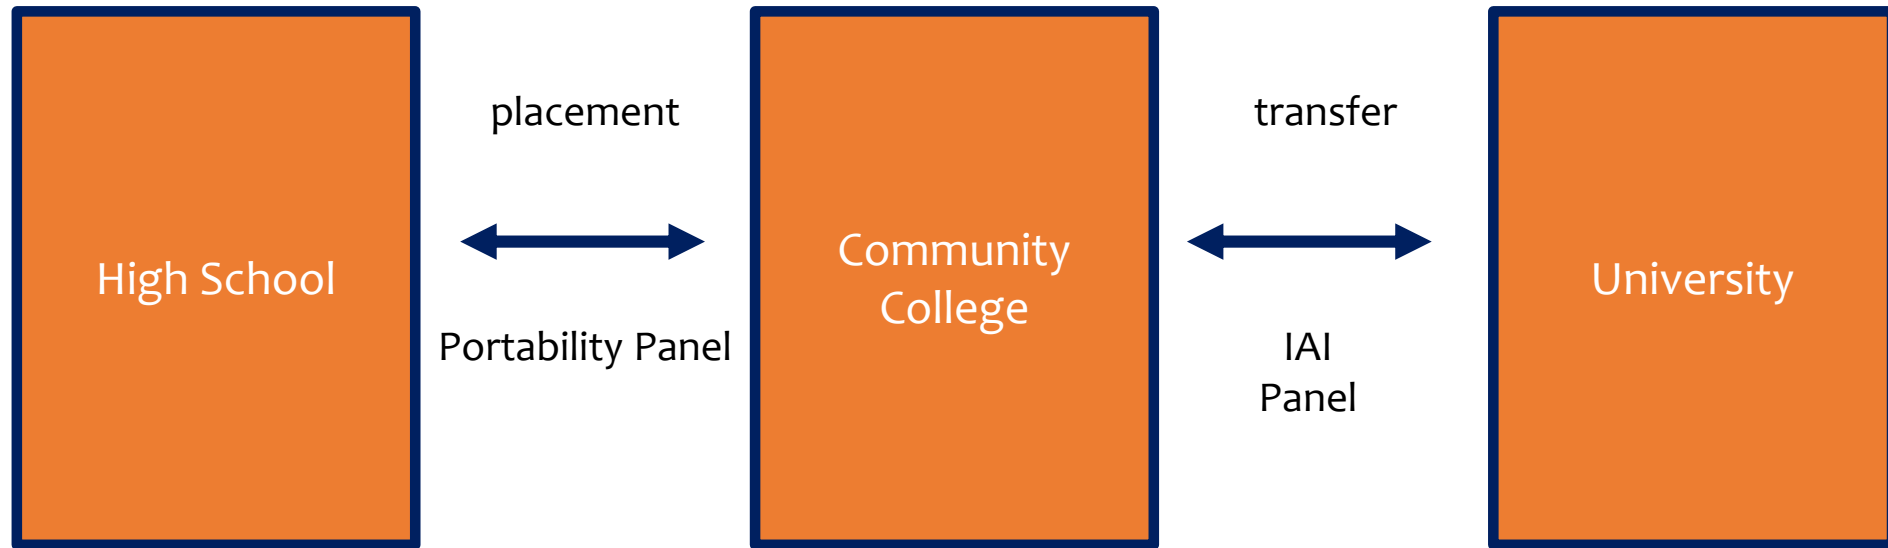 High School
placement
Portability Panel
Community
College
transfer
IAI
Panel
University